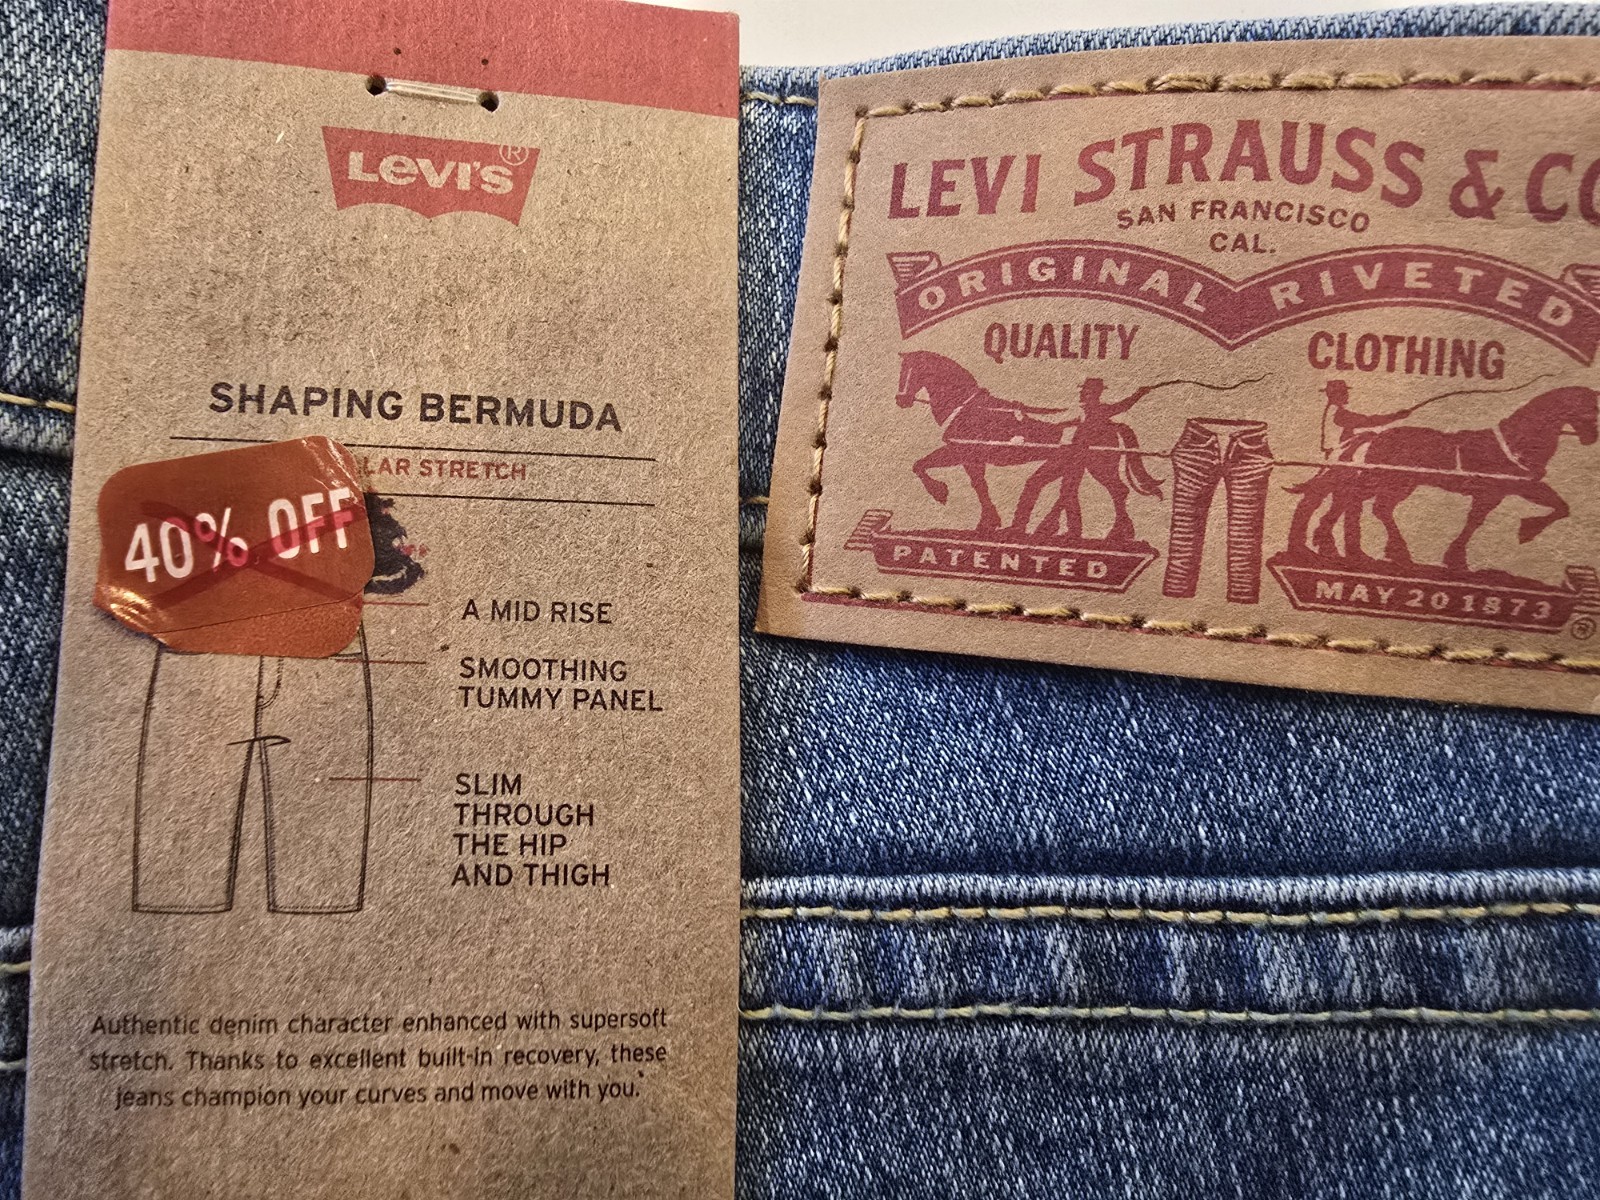 LEVI'S®
SHAPING BERMUDA
STRETCH
40% OFF
A MID RISE
SMOOTHING
TUMMY PANEL
SLIM
THROUGH
THE HIP
AND THIGH
Authentic denim character enhanced with supersoft
stretch. Thanks to excellent built-in recovery, these
jeans champion your curves and move with you.
LEVI STRAUSS & CO
SAN FRANCISCO
CAL.
ORIGINAL RIVETED
QUALITY CLOTHING
PATENTED MAY 20 1873
®